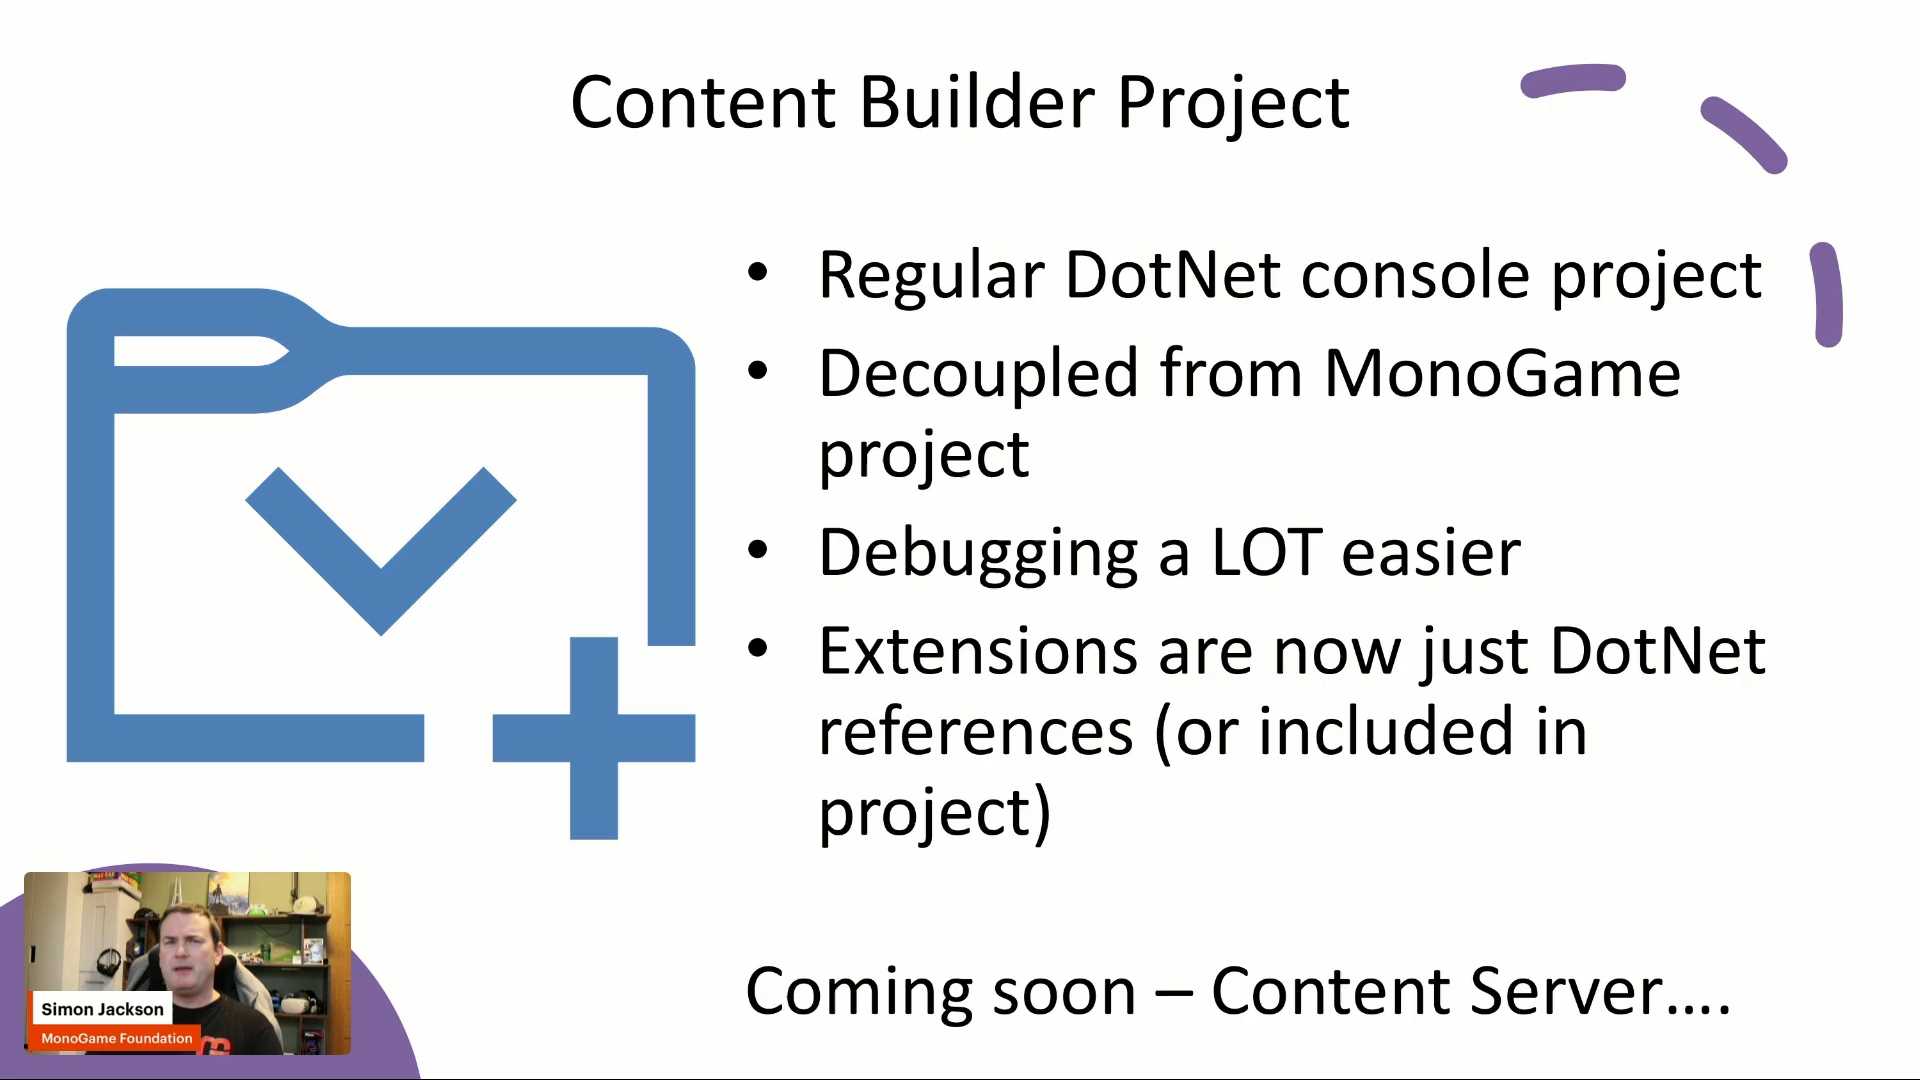 Content Builder Project
• Regular DotNet console project
• Decoupled from MonoGame
project
• Debugging a LOT easier
• Extensions are now just DotNet
references (or included in
project)
Coming soon – Content Server....
Simon Jackson
MonoGame Foundation